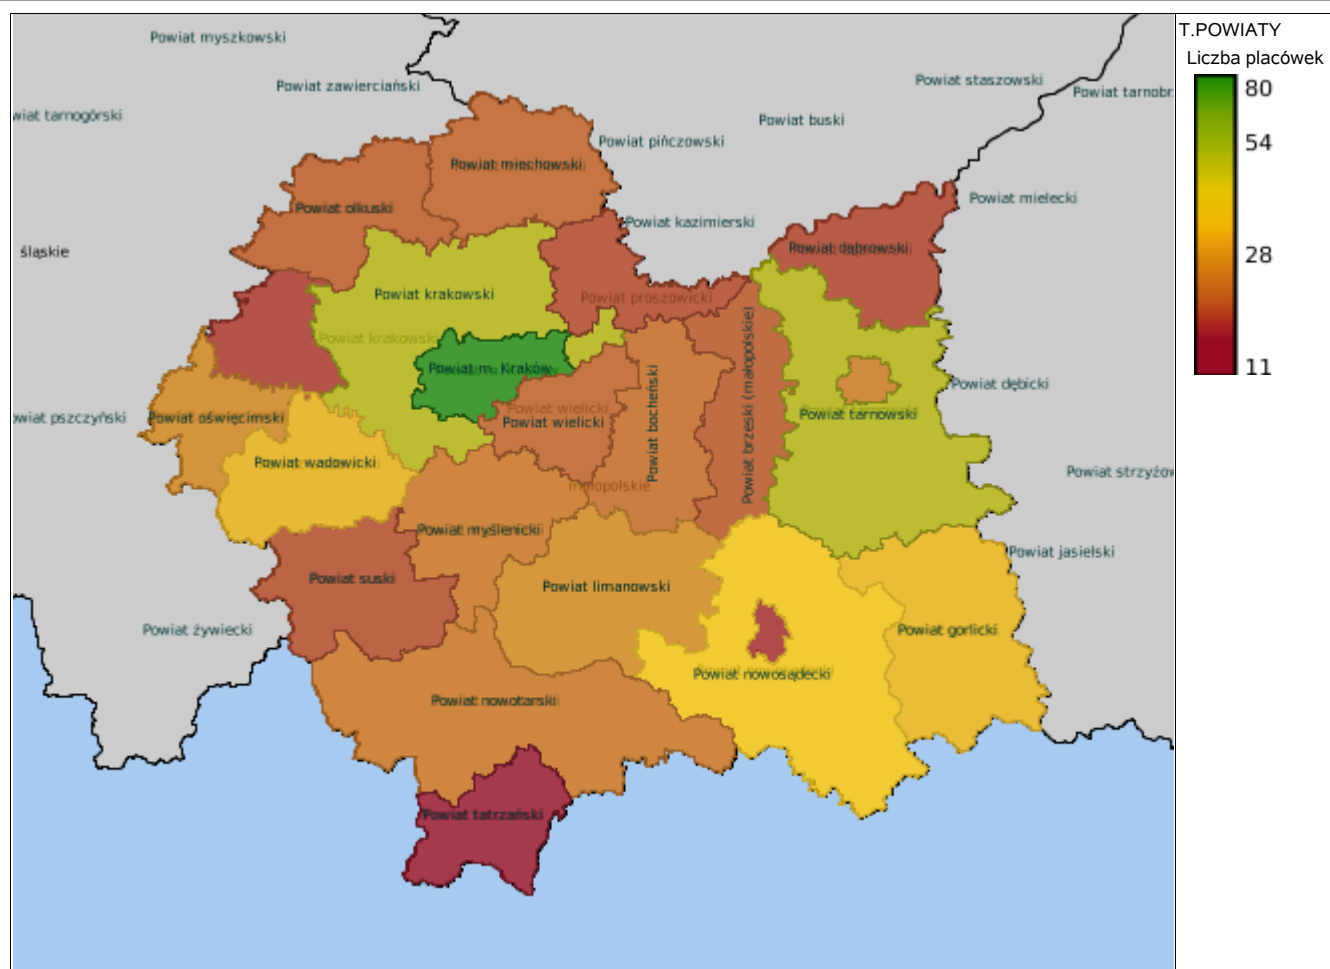 T.POWIATY
Liczba placówek
80
54
28
11
Powiat myszkowski
Powiat zawierciański
Powiat staszowski
Powiat tarnobr
wiat tarnogórski
Powiat buski
Powiat pińczowski
Powiat miechowski
Powiat mielecki
Powiat olkuski
Powiat kazimierski
śląskie
Powiat dąbrowski
Powiat krakowski
Powiat proszowicki
Powiat krakowski
Powiat m. Kraków
Powiat dębicki
Powiat wielicki
Powiat oświęcimski
owiat pszczyński
Powiat wielicki
Powiat bocheński
Powiat brzeski (małopolskie)
Powiat tarnowski
Powiat wadowicki
Powiat strzyżow
małopolskie
Powiat myślenicki
Powiat jasielski
Powiat suski
Powiat limanowski
Powiat żywiecki
Powiat gorlicki
Powiat nowosądecki
Powiat nowotarski
Powiat tatrzański